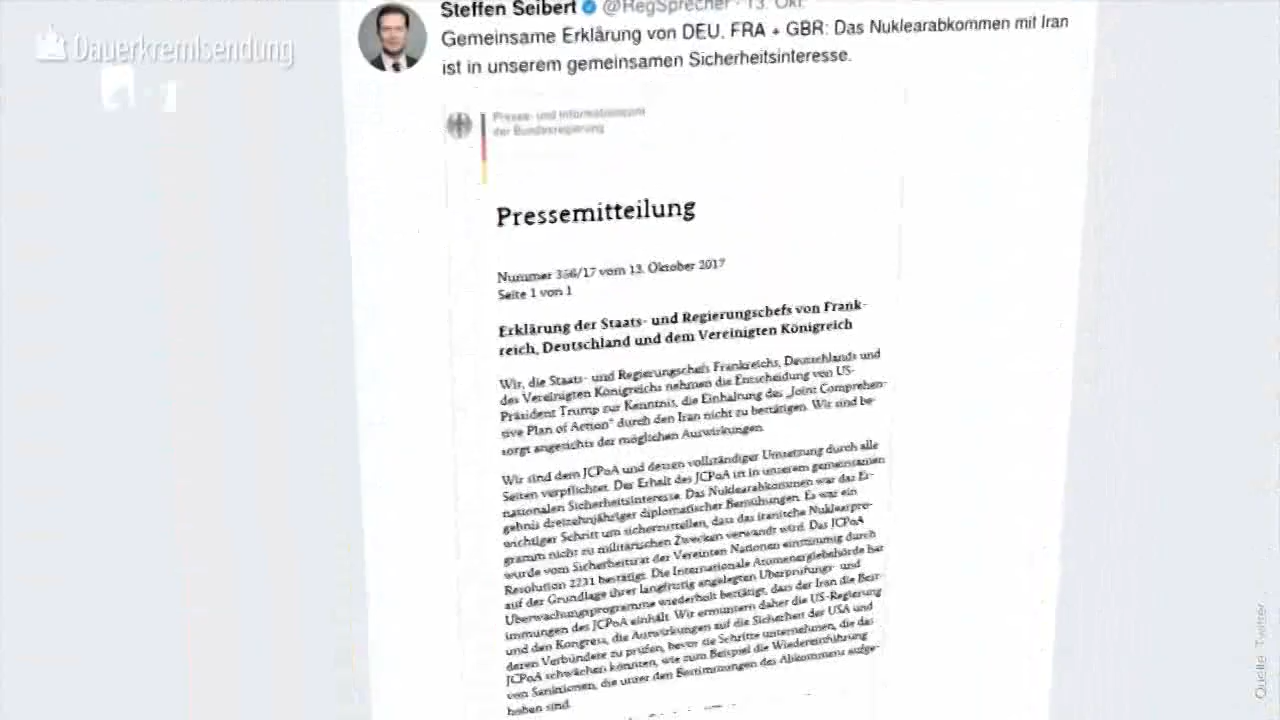 Dauerkremlsendung
Steffen Seibert @RegSprecher · 13. Okt.
Gemeinsame Erklärung von DEU, FRA + GBR: Das Nuklearabkommen mit Iran
ist in unserem gemeinsamen Sicherheitsinteresse.
Presse- und Informationsamt
der Bundesregierung
Pressemitteilung
Nummer /17 vom 13. Oktober 2017
Seite 1 von 1
Erklärung der Staats- und Regierungschefs von Frank-
reich, Deutschland und dem Vereinigten Königreich
Wir, die Staats- und Regierungschefs Frankreichs, Deutschlands und
des Vereinigten Königreichs nehmen die Entscheidung von US-
Präsident Trump zur Kenntnis, die Einhaltung des „Joint Comprehen-
sive Plan of Action“ durch den Iran nicht zu bestätigen. Wir sind be-
sorgt angesichts der möglichen Auswirkungen.
Wir sind dem JCPoA und dessen vollständiger Umsetzung durch alle
Seiten verpflichtet. Der Erhalt des JCPoA ist in unserem gemeinsamen
nationalen Sicherheitsinteresse. Das Nuklearabkommen war das Er-
gebnis dreizehnjähriger diplomatischer Bemühungen. Es war ein
wichtiger Schritt um sicherzustellen, dass das iranische Nuklearpro-
gramm nicht zu militärischen Zwecken verwandt wird. Das JCPoA
wurde vom Sicherheitsrat der Vereinten Nationen einstimmig durch
Resolution 2231 bestätigt. Die Internationale Atomenergiebehörde hat
auf der Grundlage ihrer langfristig angelegten Überprüfungs- und
Überwachungsprogramme wiederholt bestätigt, dass der Iran die Best-
immungen des JCPoA einhält. Wir ermuntern daher die US-Regierung
und den Kongress, die Auswirkungen auf die Sicherheit der USA und
deren Verbündete zu prüfen, bevor sie Schritte unternehmen, die das
JCPoA schwächen könnten, wie zum Beispiel die Wiedereinführung
von Sanktionen, die unter den Bestimmungen des Abkommens aufge-
hoben sind.
Quelle: Twitter